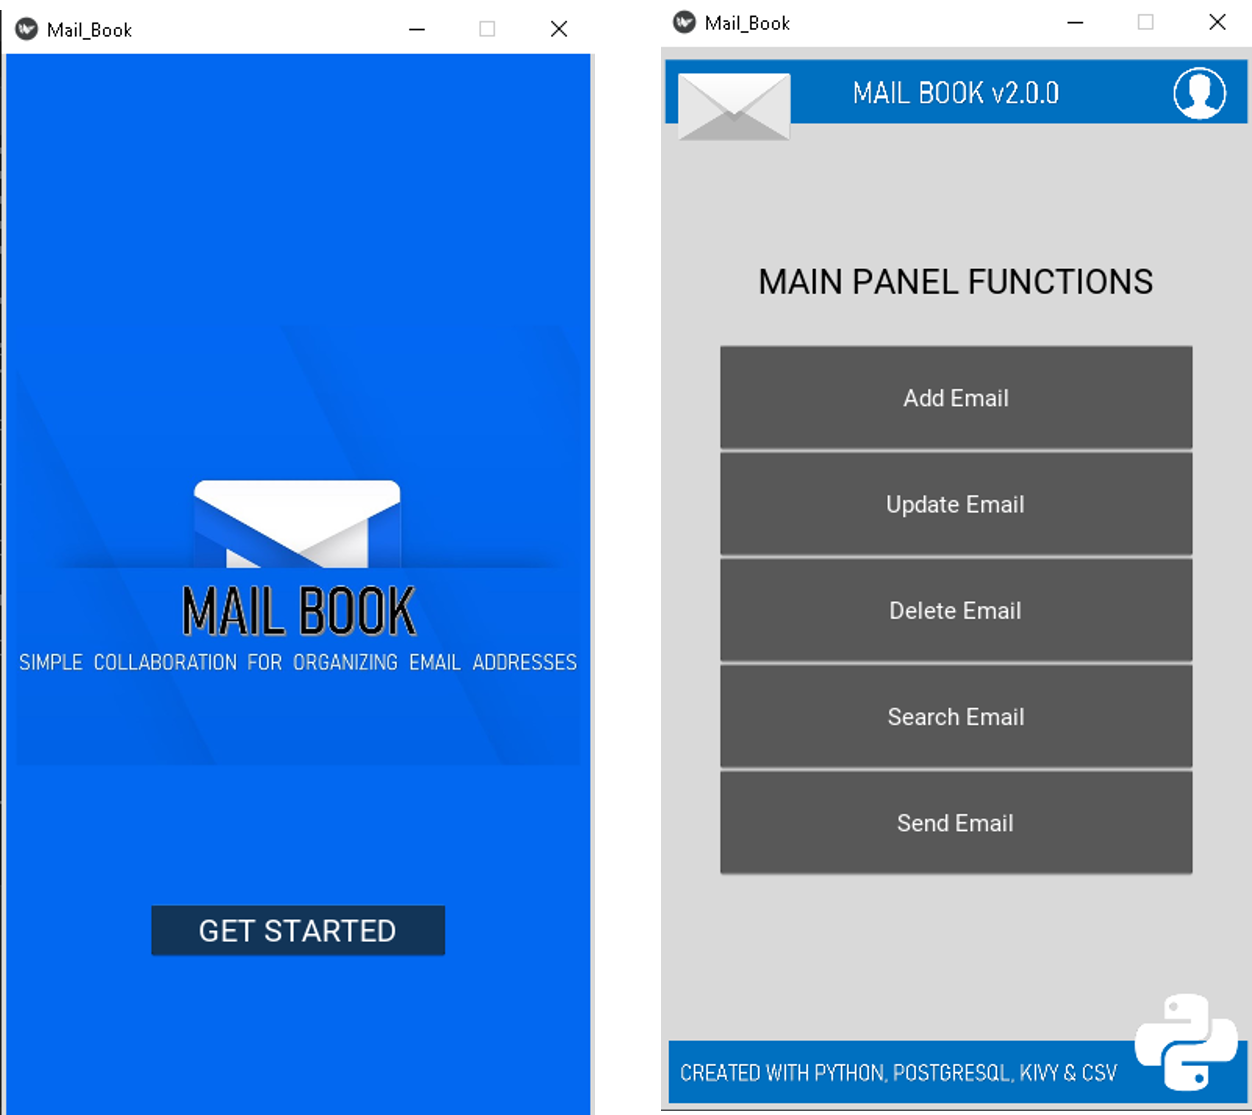 Mail_Book
MAIL BOOK
SIMPLE COLLABORATION FOR ORGANIZING EMAIL ADDRESSES
GET STARTED
Mail_Book
MAIL BOOK v2.0.0
MAIN PANEL FUNCTIONS
Add Email
Update Email
Delete Email
Search Email
Send Email
CREATED WITH PYTHON, POSTGRESQL, KIVY & CSV